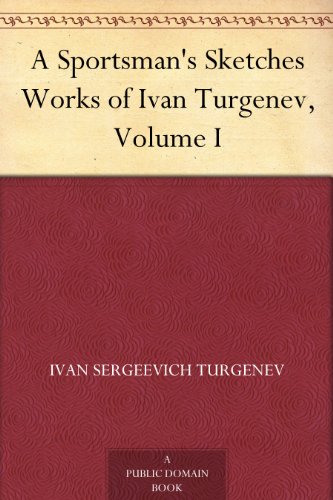 A Sportsman's Sketches
Works of Ivan Turgenev,
Volume I
IVAN SERGEEVICH TURGENEV
A
PUBLIC DOMAIN
BOOK